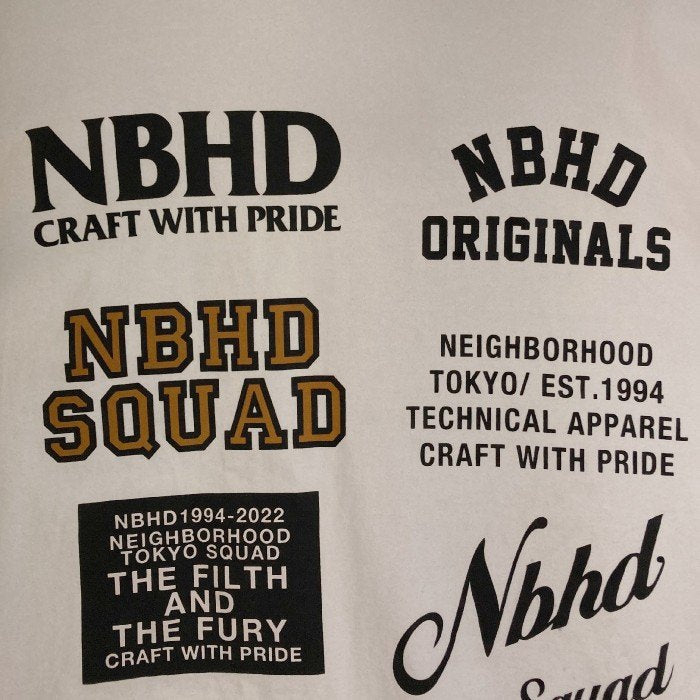 NBHD
CRAFT WITH PRIDE
NBHD
ORIGINALS
NBHD
SQUAD
NEIGHBORHOOD
TOKYO/ EST.1994
TECHNICAL APPAREL
CRAFT WITH PRIDE
NBHD1994-2022
NEIGHBORHOOD
TOKYO SQUAD
THE FILTH
AND
THE FURY
CRAFT WITH PRIDE
Nbhd
Squad